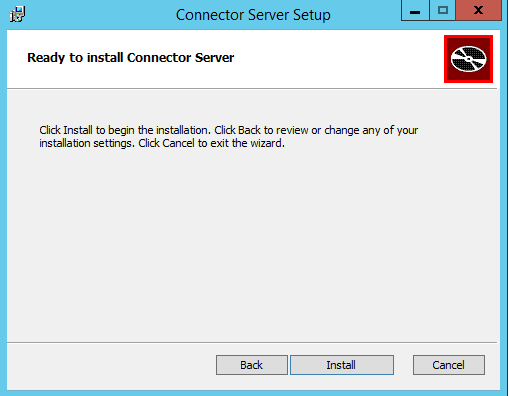 Connector Server Setup
x
Ready to install Connector Server
Click Install to begin the installation. Click Back to review or change any of your
installation settings. Click Cancel to exit the wizard.
Back Install Cancel